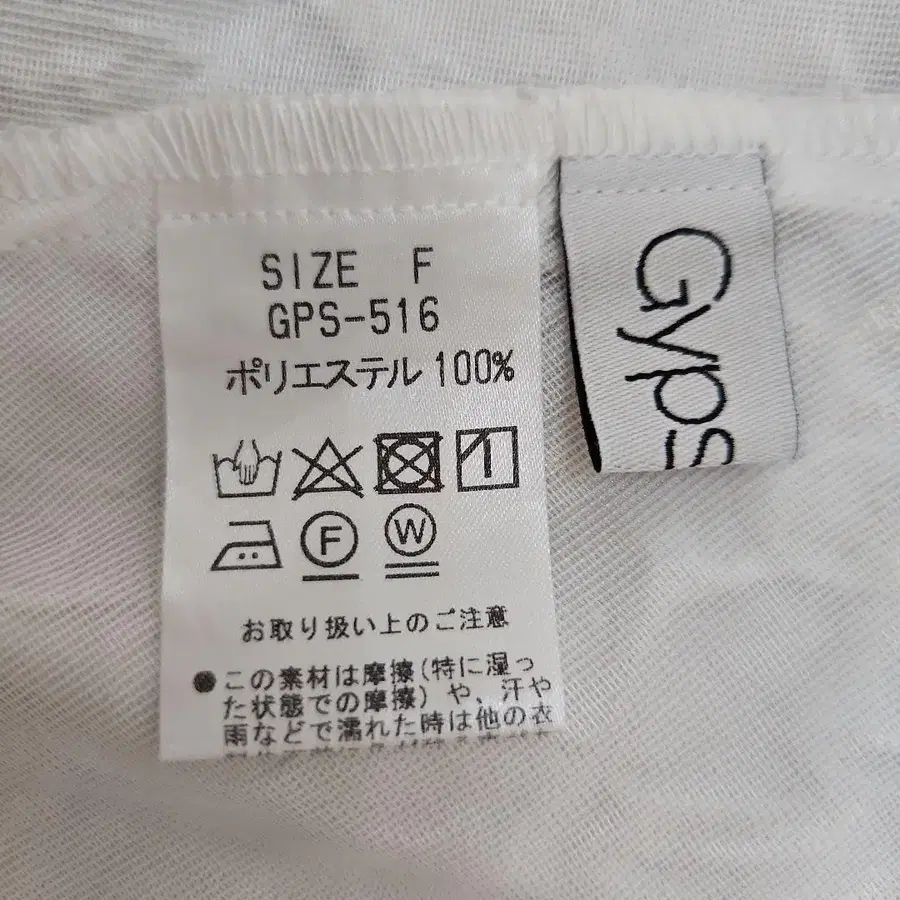 SIZE F
GPS-516
ポリエステル 100%
F
W
お取り扱い上のご注意
●この素材は摩擦(特に湿っ
た状態での摩擦)や、汗や
雨などで濡れた時は他の衣
Gyps